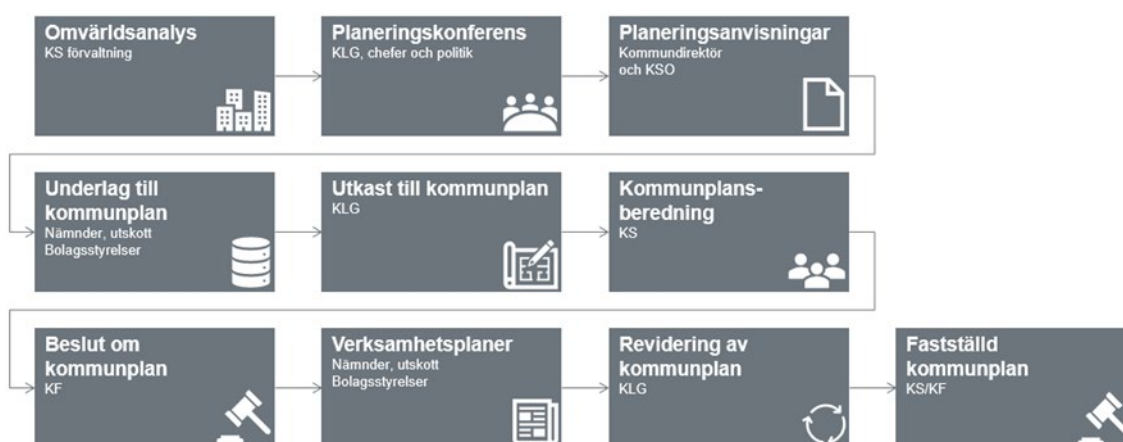 Omvärldsanalys
KS förvaltning
Planeringskonferens
KLG, chefer och politik
Planeringsanvisningar
Kommundirektör
och KSO
Underlag till
kommunplan
Nämnder, utskott
Bolagsstyrelser
Utkast till kommunplan
KLG
Kommunplans-
beredning
KS
Beslut om
kommunplan
KF
Verksamhetsplaner
Nämnder, utskott
Bolagsstyrelser
Revidering av
kommunplan
KLG
Fastställd
kommunplan
KS/KF